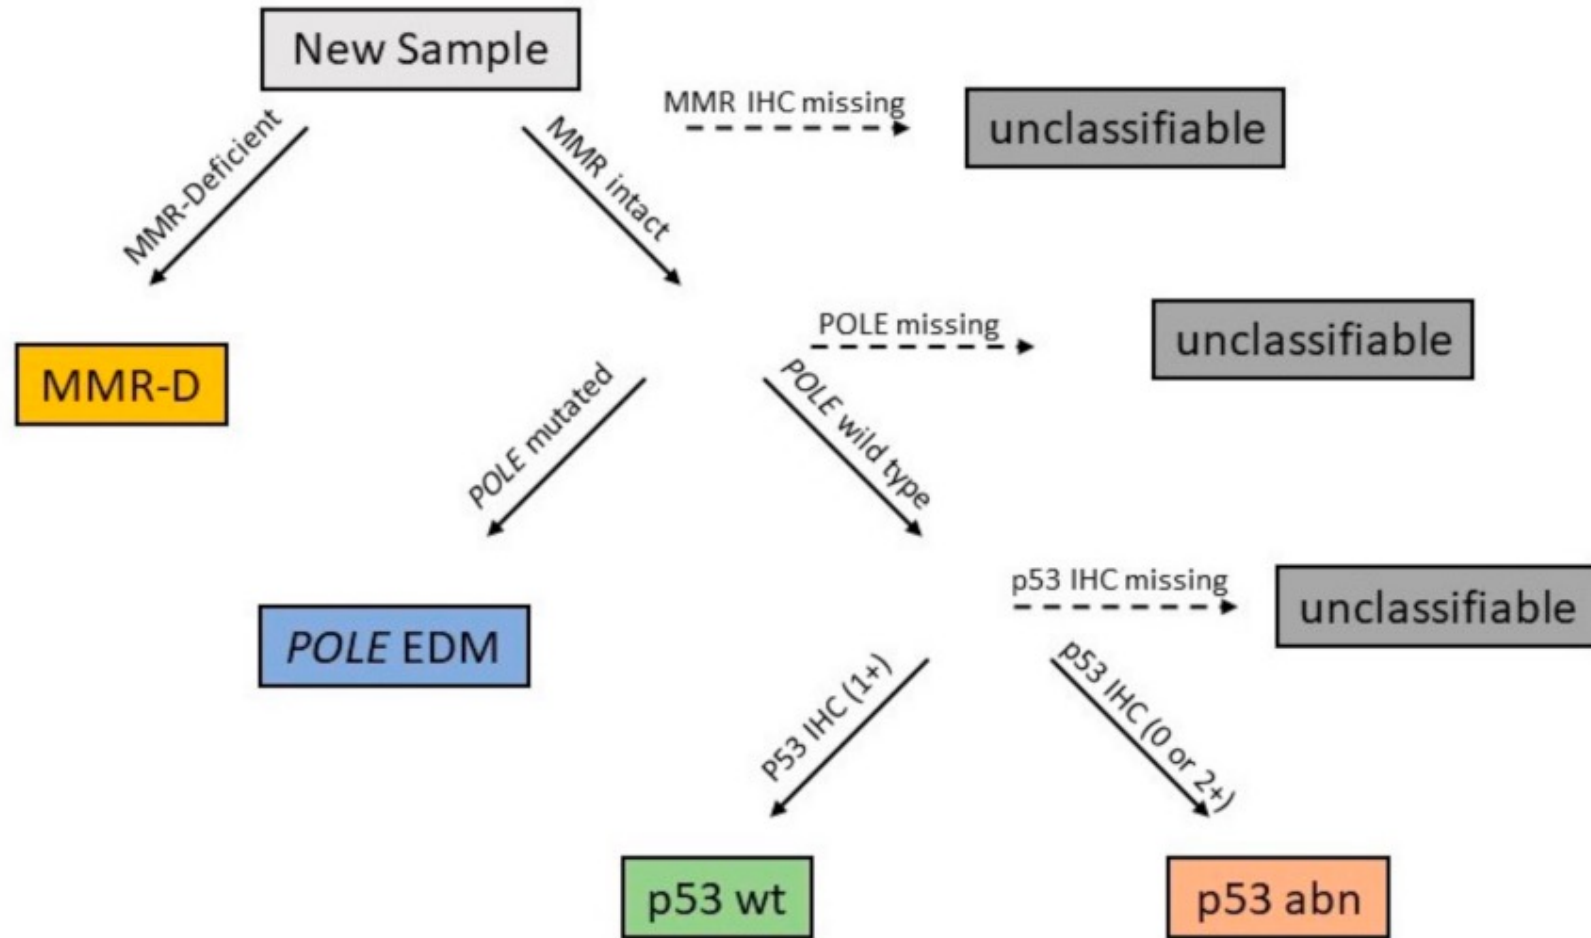 New Sample
MMR IHC missing
unclassifiable
MMR-Deficient
MMR intact
MMR-D
POLE missing
unclassifiable
POLE mutated
POLE wild type
POLE EDM
p53 IHC missing
unclassifiable
P53 IHC (1+)
p53 IHC (0 or 2+)
p53 wt
p53 abn